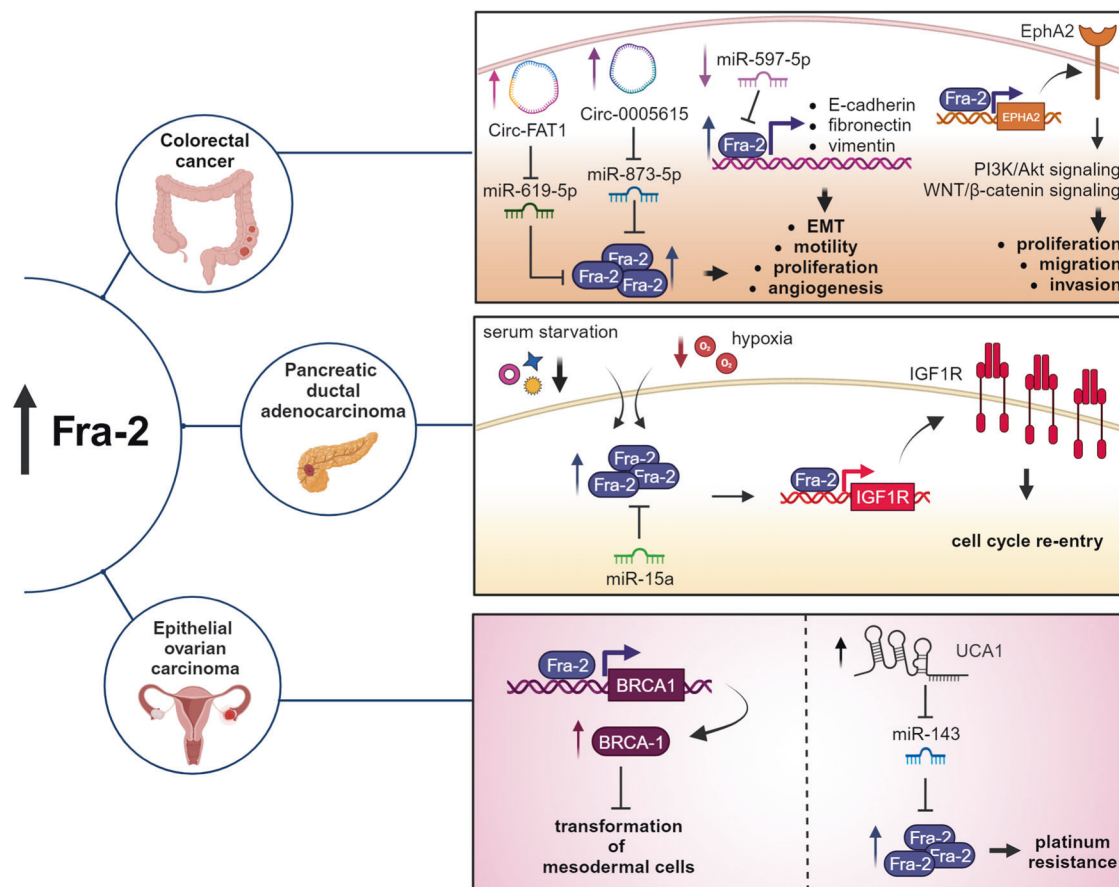 Fra-2
Colorectal
cancer
Pancreatic
ductal
adenocarcinoma
Epithelial
ovarian
carcinoma
Circ-FAT1
miR-619-5p
Circ-0005615
miR-873-5p
Fra-2
Fra-2
Fra-2
miR-597-5p
Fra-2
• E-cadherin
• fibronectin
• vimentin
• EMT
• motility
• proliferation
• angiogenesis
EphA2
Fra-2
EPHA2
PI3K/Akt signaling
WNT/β-catenin signaling
• proliferation
• migration
• invasion
serum starvation
O₂
O₂
hypoxia
Fra-2
Fra-2
Fra-2
miR-15a
Fra-2
IGF1R
IGF1R
cell cycle re-entry
Fra-2
BRCA1
BRCA-1
transformation
of
mesodermal cells
UCA1
miR-143
Fra-2
Fra-2
Fra-2
platinum
resistance